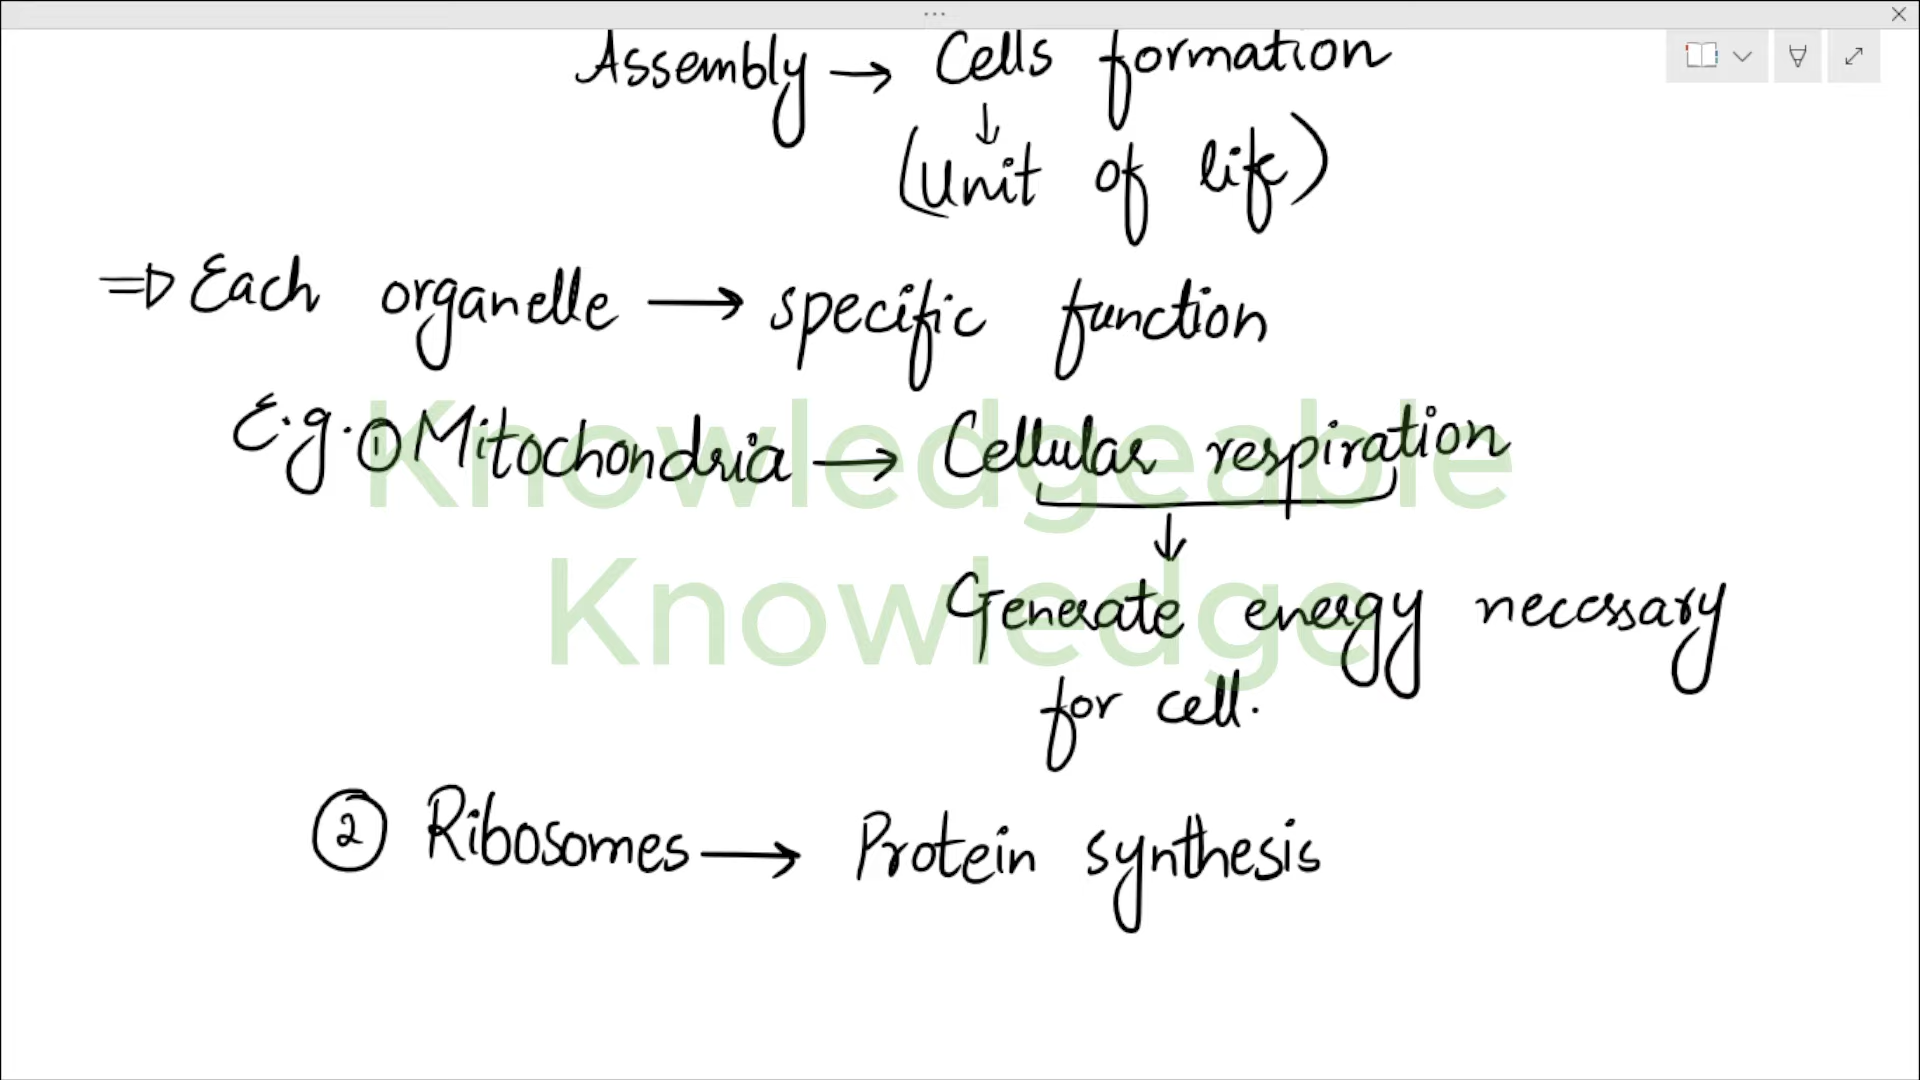 Assembly → Cells formation
↓
(Unit of life)
⇒ Each organelle → specific function
E.g. ① Mitochondria → Cellular respiration
↓
Generate energy necessary
for cell.
② Ribosomes → Protein synthesis
Knowledgeable
Knowledge